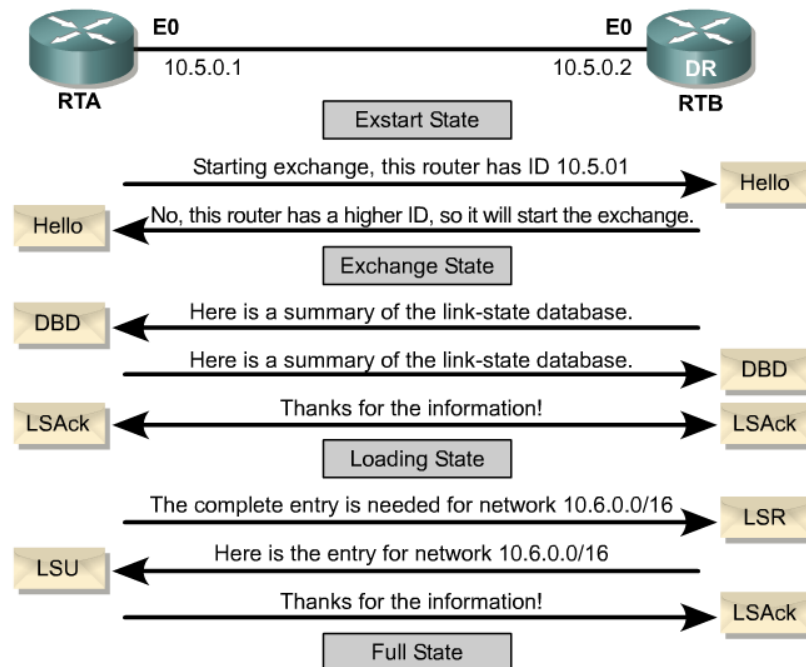 E0
E0
10.5.0.1
10.5.0.2
DR
RTA
RTB
Exstart State
Starting exchange, this router has ID 10.5.01
Hello
Hello
No, this router has a higher ID, so it will start the exchange.
Exchange State
DBD
Here is a summary of the link-state database.
Here is a summary of the link-state database.
DBD
LSAck
Thanks for the information!
LSAck
Loading State
The complete entry is needed for network 10.6.0.0/16
LSR
LSU
Here is the entry for network 10.6.0.0/16
Thanks for the information!
LSAck
Full State